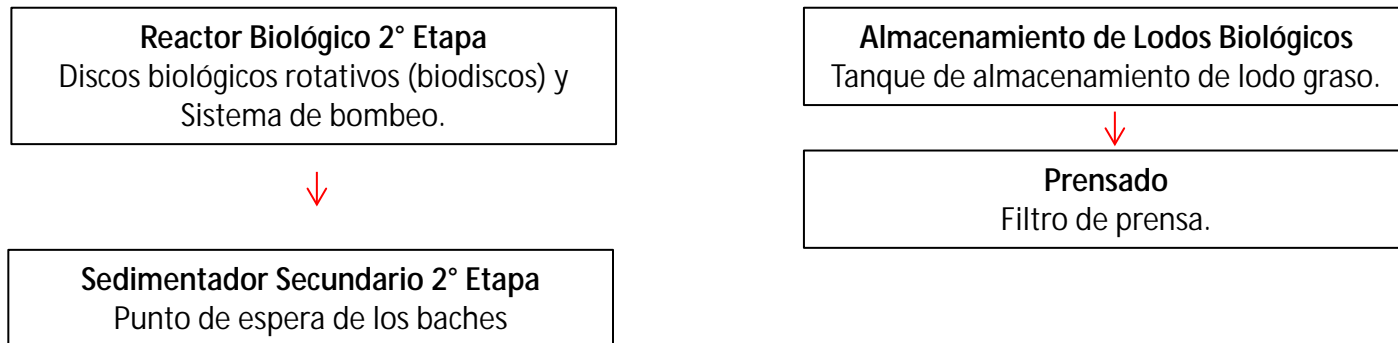 Reactor Biológico 2° Etapa
Discos biológicos rotativos (biodiscos) y
Sistema de bombeo.
Sedimentador Secundario 2° Etapa
Punto de espera de los baches
Almacenamiento de Lodos Biológicos
Tanque de almacenamiento de lodo graso.
Prensado
Filtro de prensa.